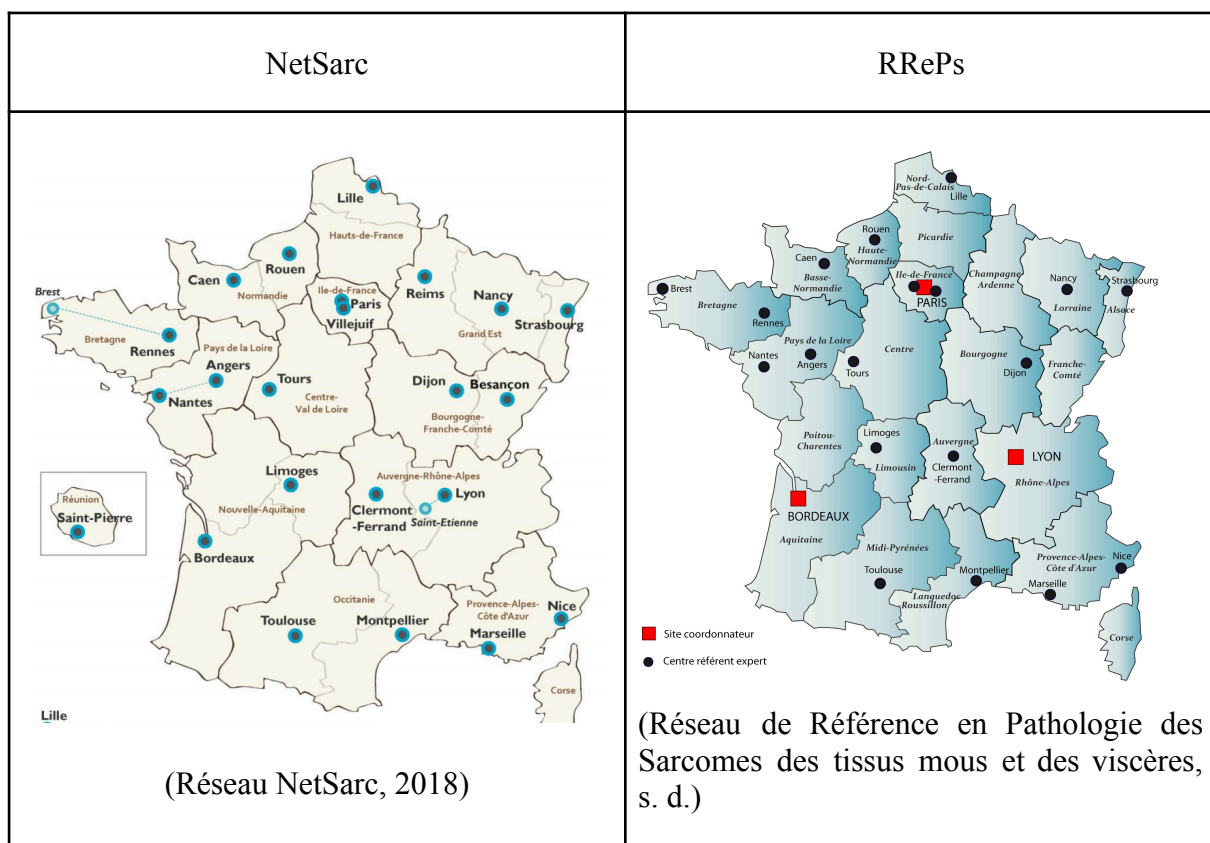 NetSarc
RRePs
Lille
Hauts-de-France
Rouen
Caen
Normandie
Ile-de-France
Paris
Villejuif
Reims
Nancy
Strasbourg
Grand Est
Brest
Bretagne
Rennes
Pays de la Loire
Angers
Nantes
Tours
Centre-
Val de Loire
Dijon
Besançon
Bourgogne-
Franche-Comté
Limoges
Nouvelle-Aquitaine
Auvergne-Rhône-Alpes
Lyon
Clermont
-Ferrand
Saint-Etienne
Réunion
Saint-Pierre
Bordeaux
Occitanie
Toulouse
Montpellier
Provence-Alpes-
Côte d'Azur
Nice
Marseille
Corse
Lille
(Réseau NetSarc, 2018)
Nord-
Pas-de-Calais
Lille
Picardie
Rouen
Haute-
Normandie
Caen
Basse-
Normandie
Ile-de-France
PARIS
Champagne
Ardenne
Nancy
Lorraine
Strasbourg
Alsace
Brest
Bretagne
Rennes
Pays de la Loire
Nantes
Angers
Tours
Centre
Bourgogne
Dijon
Franche-
Comté
Poitou-
Charentes
Limoges
Limousin
Auvergne
Clermont
-Ferrand
LYON
Rhône-Alpes
BORDEAUX
Aquitaine
Midi-Pyrénées
Toulouse
Montpellier
Languedoc
-Roussillon
Provence-Alpes-
Côte d'Azur
Nice
Marseille
Corse
Site coordonnateur
Centre référent expert
(Réseau de Référence en Pathologie des
Sarcomes des tissus mous et des viscères,
s. d.)